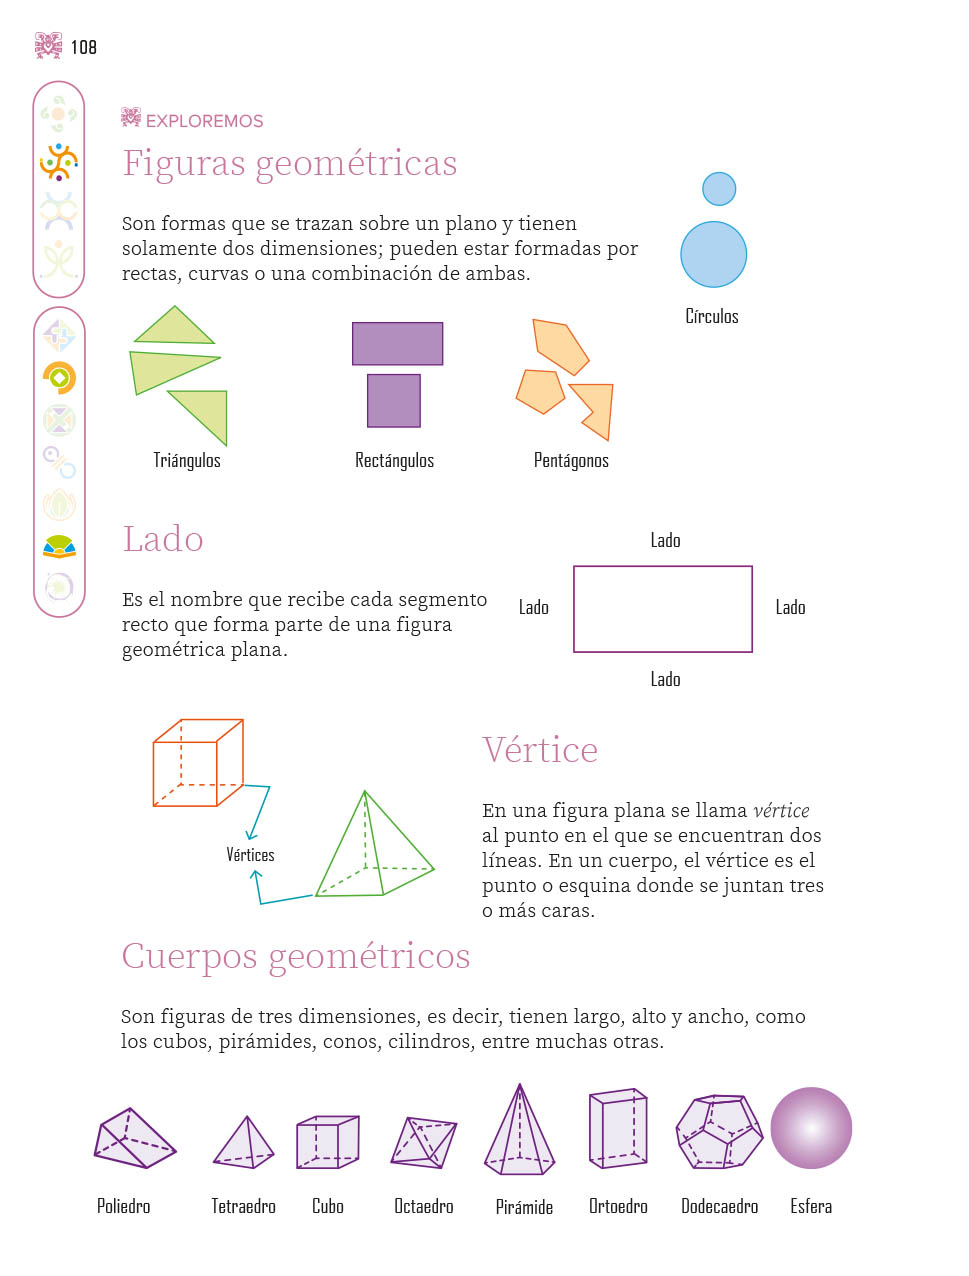 108
EXPLOREMOS
Figuras geométricas
Son formas que se trazan sobre un plano y tienen
solamente dos dimensiones; pueden estar formadas por
rectas, curvas o una combinación de ambas.
Círculos
Triángulos
Rectángulos
Pentágonos
Lado
Es el nombre que recibe cada segmento
recto que forma parte de una figura
geométrica plana.
Lado
Lado
Lado
Lado
Vértices
Vértice
En una figura plana se llama vértice
al punto en el que se encuentran dos
líneas. En un cuerpo, el vértice es el
punto o esquina donde se juntan tres
o más caras.
Cuerpos geométricos
Son figuras de tres dimensiones, es decir, tienen largo, alto y ancho, como
los cubos, pirámides, conos, cilindros, entre muchas otras.
Poliedro
Tetraedro
Cubo
Octaedro
Pirámide
Ortoedro
Dodecaedro
Esfera